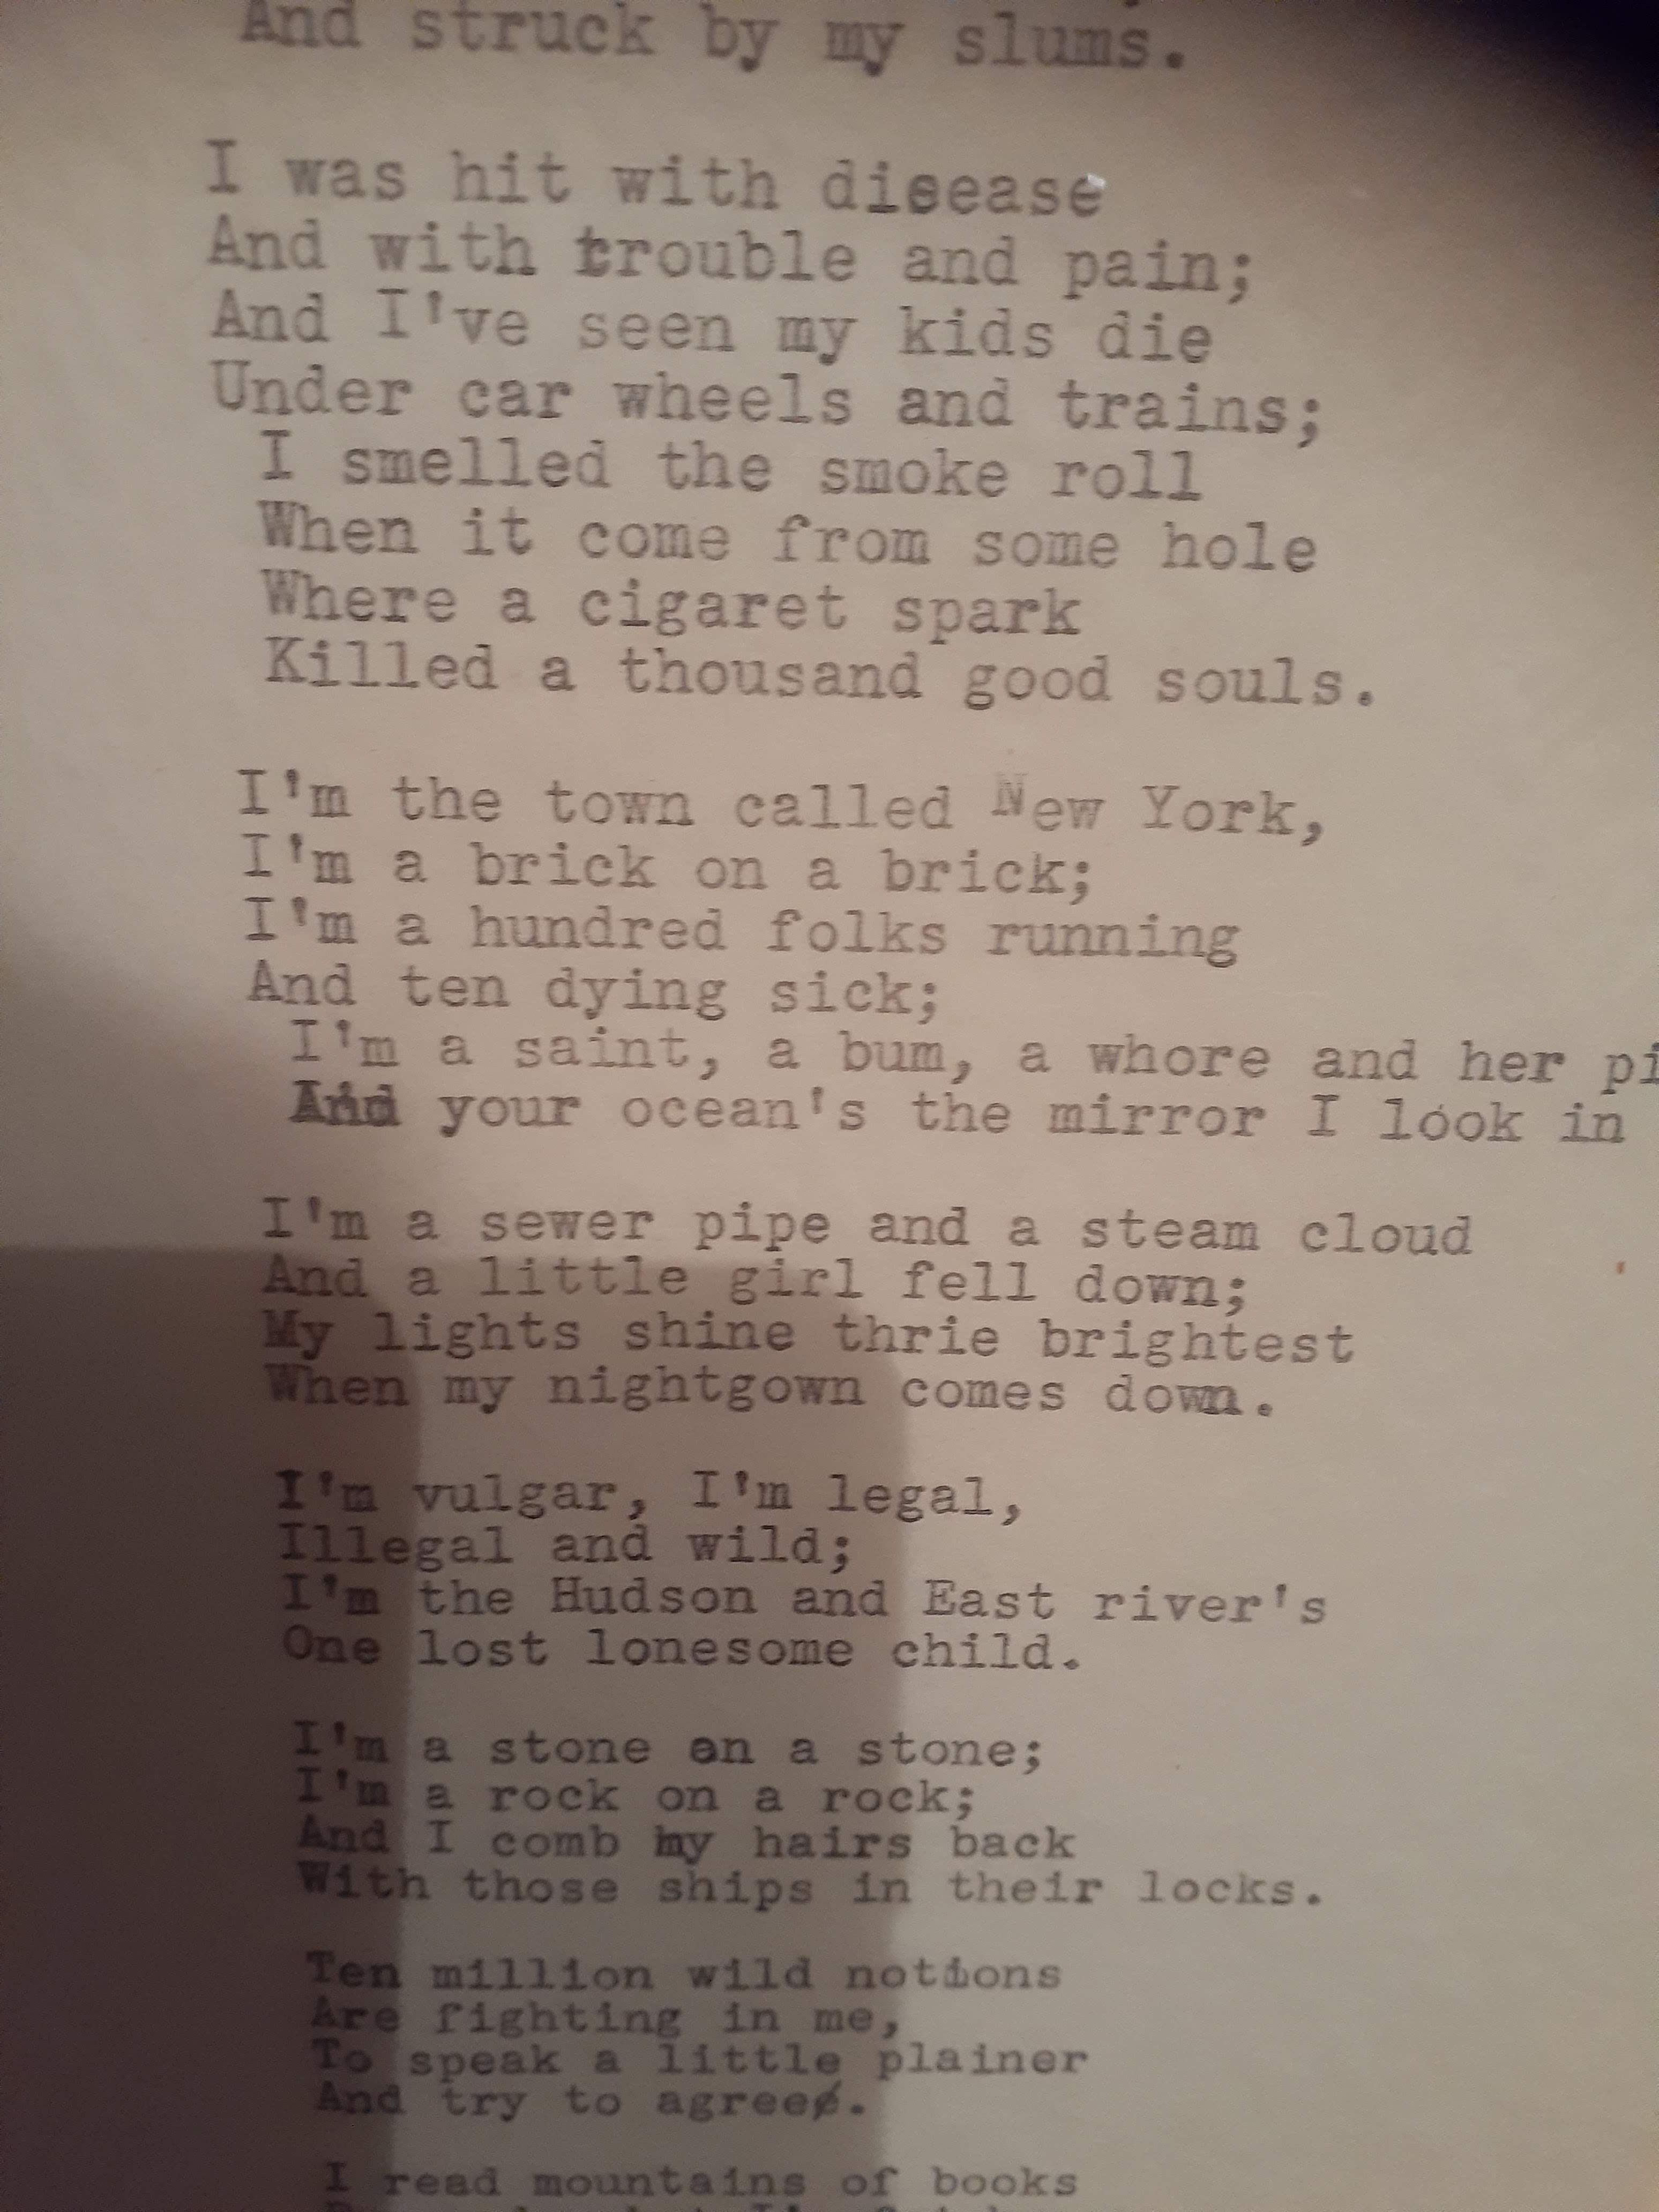 And struck by my slums.
I was hit with disease
And with trouble and pain;
And I've seen my kids die
Under car wheels and trains;
I smelled the smoke roll
When it come from some hole
Where a cigaret spark
Killed a thousand good souls.
I'm the town called New York,
I'm a brick on a brick;
I'm a hundred folks running
And ten dying sick;
I'm a saint, a bum, a whore and her pi
And your ocean's the mirror I look in
I'm a sewer pipe and a steam cloud
And a little girl fell down;
My lights shine thrie brightest
When my nightgown comes down.
I'm vulgar, I'm legal,
Illegal and wild;
I'm the Hudson and East river's
One lost lonesome child.
I'm a stone on a stone;
I'm a rock on a rock;
And I comb my hairs back
With those ships in their locks.
Ten million wild notions
Are fighting in me,
To speak a little plainer
And try to agree.
I read mountains of books